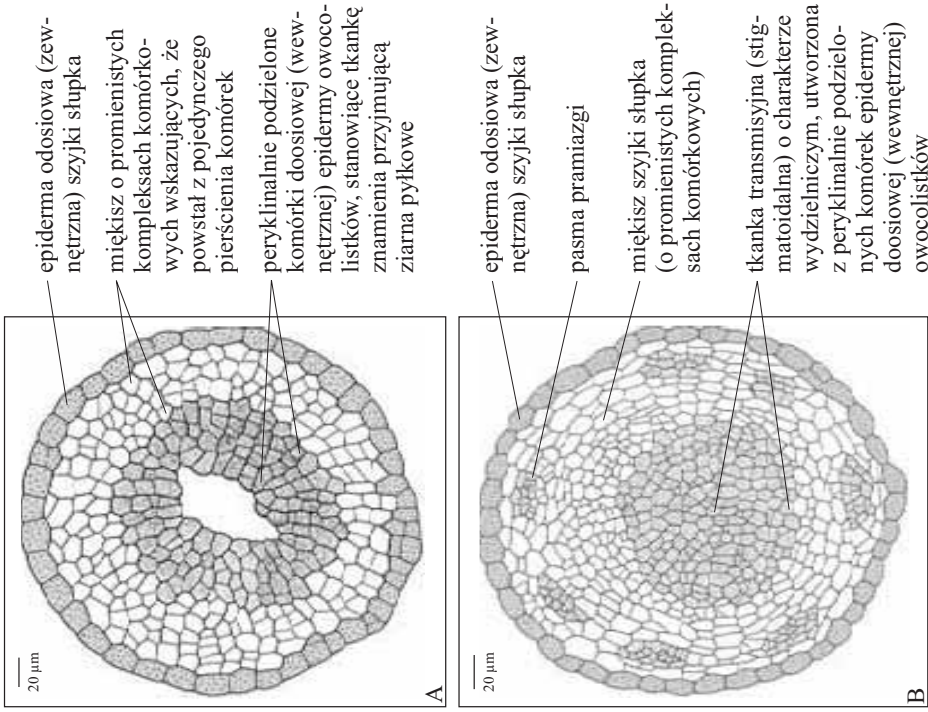 20 µm
A
epiderma odosiowa (zew-
nętrzna) szyjki słupka
miękisz o promienistych
kompleksach komórko-
wych wskazujących, że
powstał z pojedynczego
pierścienia komórek
peryklinalnie podzielone
komórki doosiowej (wew-
nętrznej) epidermy owoco-
listków, stanowiące tkankę
znamienia przyjmującą
ziarna pyłkowe
20 µm
B
epiderma odosiowa (zew-
nętrzna) szyjki słupka
pasma pramiazgi
miękisz szyjki słupka
(o promienistych komplek-
sach komórkowych)
tkanka transmisyjna (stig-
matoidalna) o charakterze
wydzielniczym, utworzona
z peryklinalnie podzielo-
nych komórek epidermy
doosiowej (wewnętrznej)
owocolistków